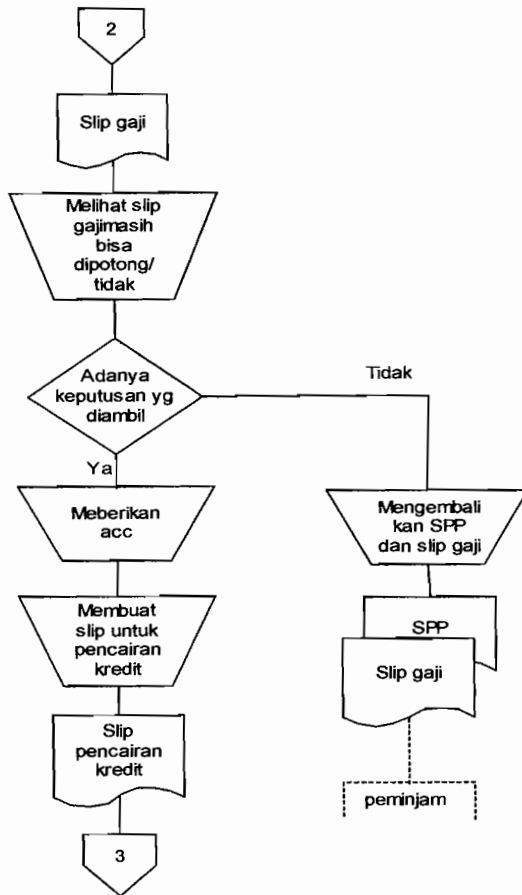 2
Slip gaji
Melihat slip
gajimasih
bisa
dipotong/
tidak
Adanya
keputusan yg
diambil
Tidak
Ya
Meberikan
acc
Mengembali
kan SPP
dan slip gaji
Membuat
slip untuk
pencairan
kredit
SPP
Slip gaji
Slip
pencairan
kredit
peminjam
3